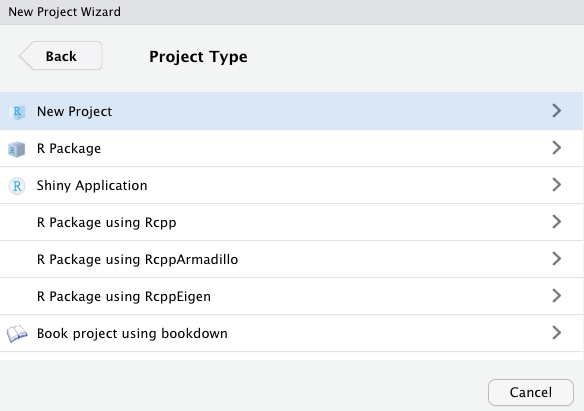 New Project Wizard
Back
Project Type
R New Project
R R Package
R Shiny Application
R Package using Rcpp
R Package using RcppArmadillo
R Package using RcppEigen
Book project using bookdown
Cancel